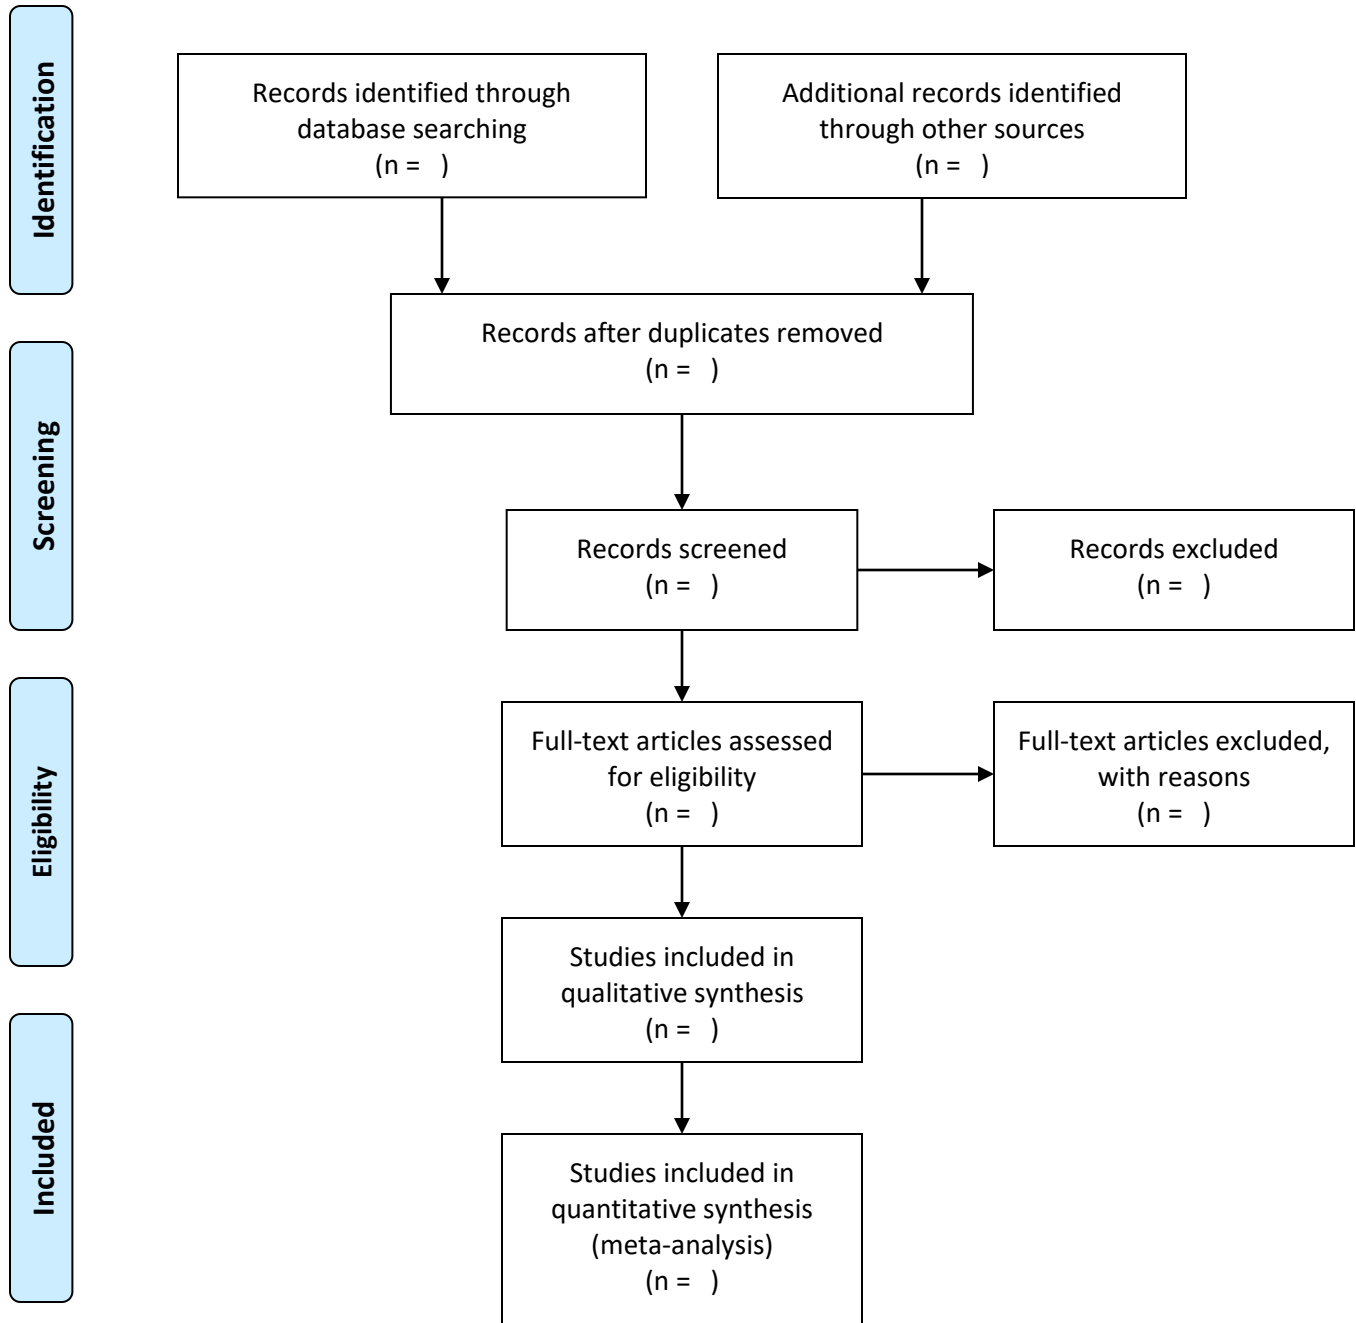 Identification
Records identified through
database searching
(n =   )
Additional records identified
through other sources
(n =   )
Records after duplicates removed
(n =   )
Screening
Records screened
(n =   )
Records excluded
(n =   )
Eligibility
Full-text articles assessed
for eligibility
(n =   )
Full-text articles excluded,
with reasons
(n =   )
Studies included in
qualitative synthesis
(n =   )
Included
Studies included in
quantitative synthesis
(meta-analysis)
(n =   )